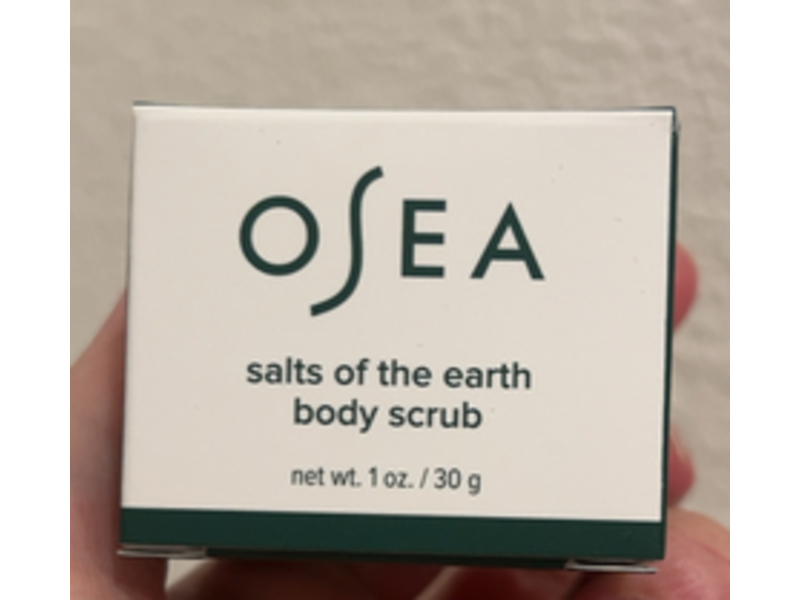 OSEA
salts of the earth
body scrub
net wt. 1 oz. / 30 g